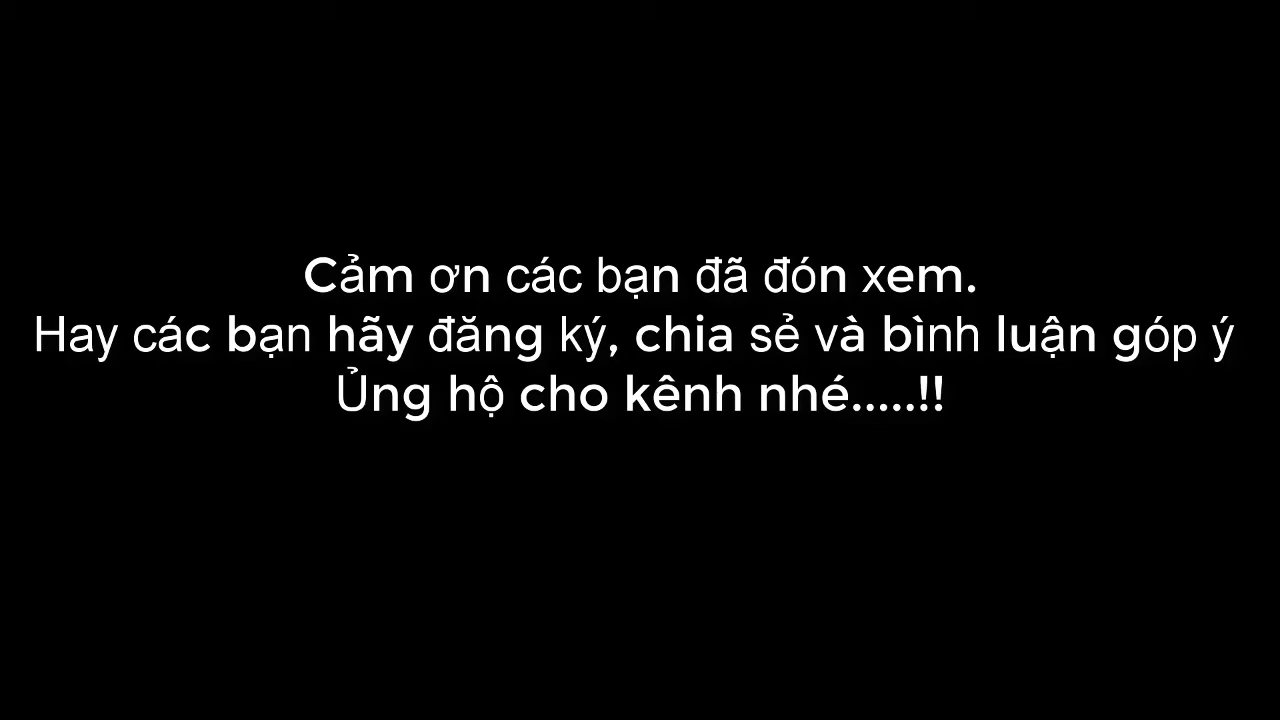 Cảm ơn các bạn đã đón xem.
Hay các bạn hãy đăng ký, chia sẻ và bình luận góp ý
Ủng hộ cho kênh nhé.....!!